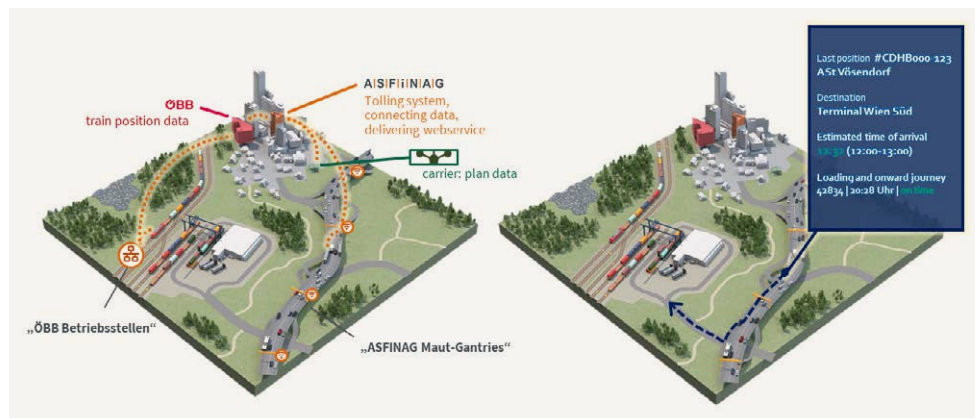 ÖBB
train position data
A|S|F|i|N|A|G
Tolling system,
connecting data,
delivering webservice
carrier: plan data
„ÖBB Betriebsstellen“
„ASFINAG Maut-Gantries“
Last position #CDHB000-123
ASt Vösendorf
Destination
Terminal Wien Süd
Estimated time of arrival
12:32 (12:00-13:00)
Loading and onward journey
42834 | 20:28 Uhr | on time